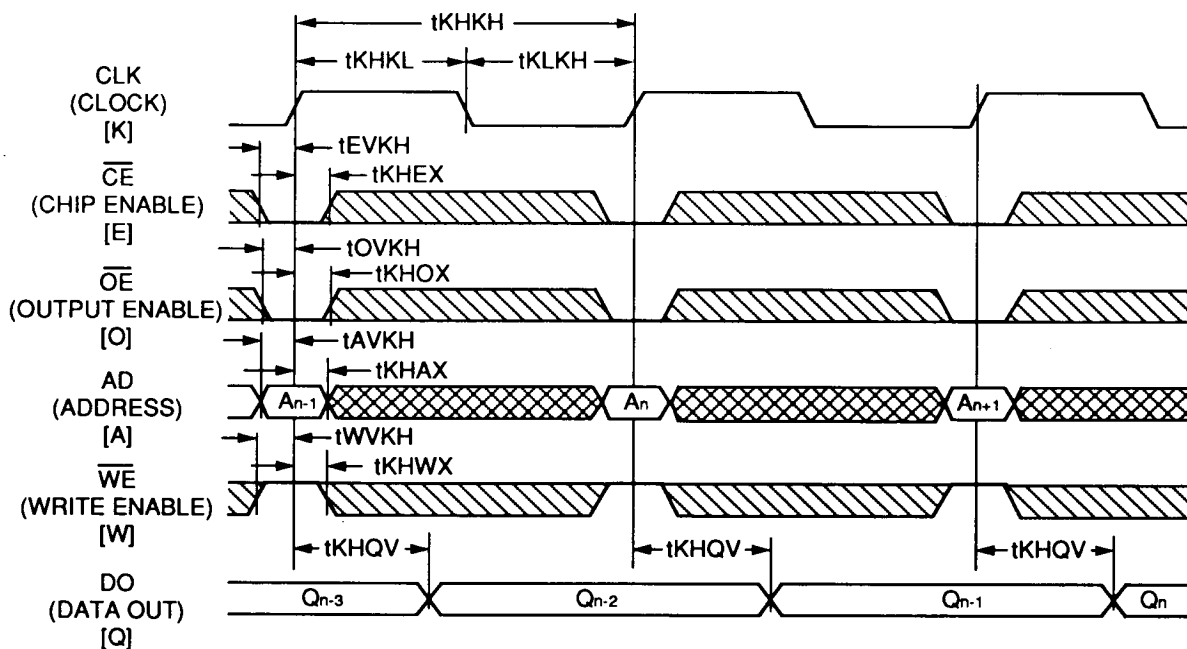 tKHKH
tKHKL
tKLKH
CLK
(CLOCK)
[K]
tEVKH
tKHEX
CE
(CHIP ENABLE)
[E]
tOVKH
tKHOX
OE
(OUTPUT ENABLE)
[O]
tAVKH
tKHAX
AD
(ADDRESS)
[A]
An-1
An
An+1
tWVKH
tKHWX
WE
(WRITE ENABLE)
[W]
tKHQV
tKHQV
tKHQV
DO
(DATA OUT)
[Q]
Qn-3
Qn-2
Qn-1
Qn